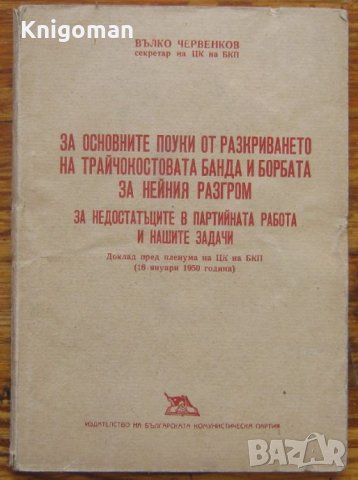 Knigoman
ВЪЛКО ЧЕРВЕНКОВ
секретар на ЦК на БКП
ЗА ОСНОВНИТЕ ПОУКИ ОТ РАЗКРИВАНЕТО
НА ТРАЙЧОКОСТОВАТА БАНДА И БОРБАТА
ЗА НЕЙНИЯ РАЗГРОМ
ЗА НЕДОСТАТЪЦИТЕ В ПАРТИЙНАТА РАБОТА
И НАШИТЕ ЗАДАЧИ
Доклад пред пленума на ЦК на БКП
(16 януари 1950 година)
ИЗДАТЕЛСТВО НА БЪЛГАРСКАТА КОМУНИСТИЧЕСКА ПАРТИЯ
BAZAR
bg